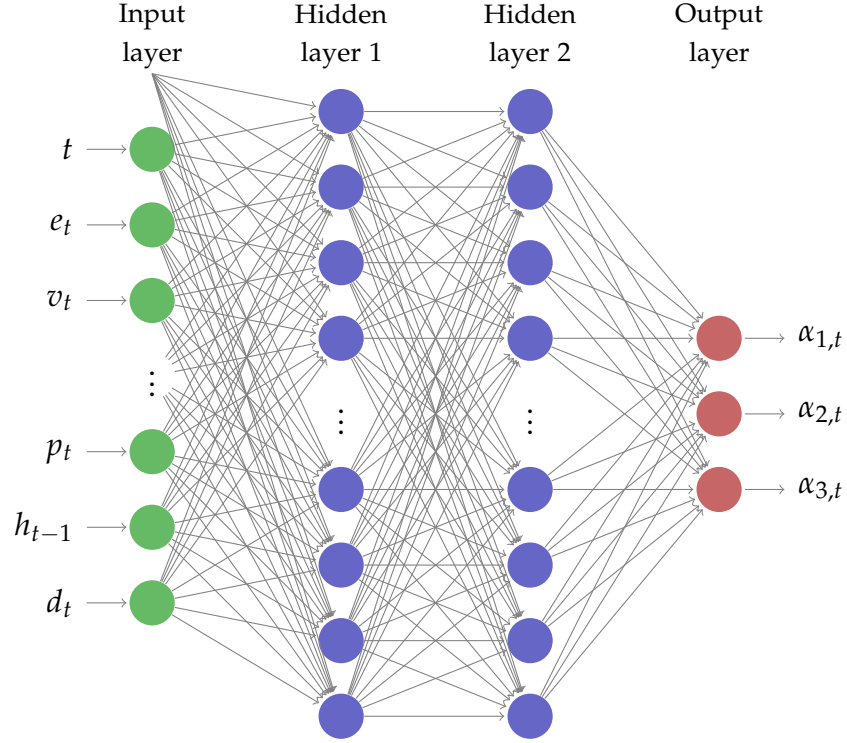 Input layer
Hidden layer 1
Hidden layer 2
Output layer
t
e_t
v_t
⋮
p_t
h_{t−1}
d_t
⋮
⋮
α_{1,t}
α_{2,t}
α_{3,t}